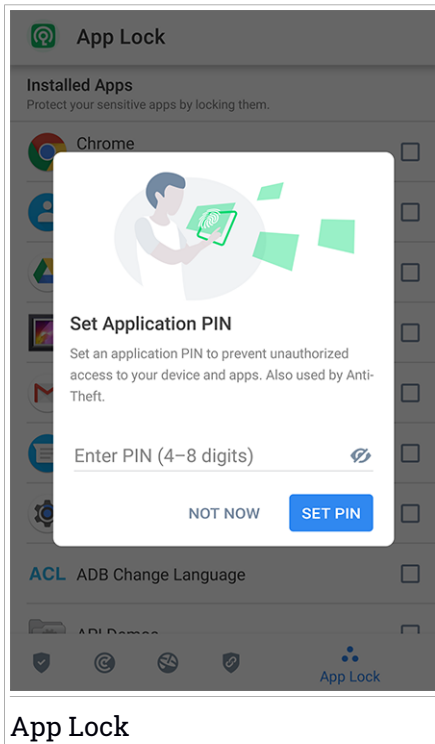 App Lock
Installed Apps
Protect your sensitive apps by locking them.
Chrome
Set Application PIN
Set an application PIN to prevent unauthorized
access to your device and apps. Also used by Anti-
Theft.
Enter PIN (4–8 digits)
NOT NOW
SET PIN
ACL ADB Change Language
API Demos
App Lock
App Lock